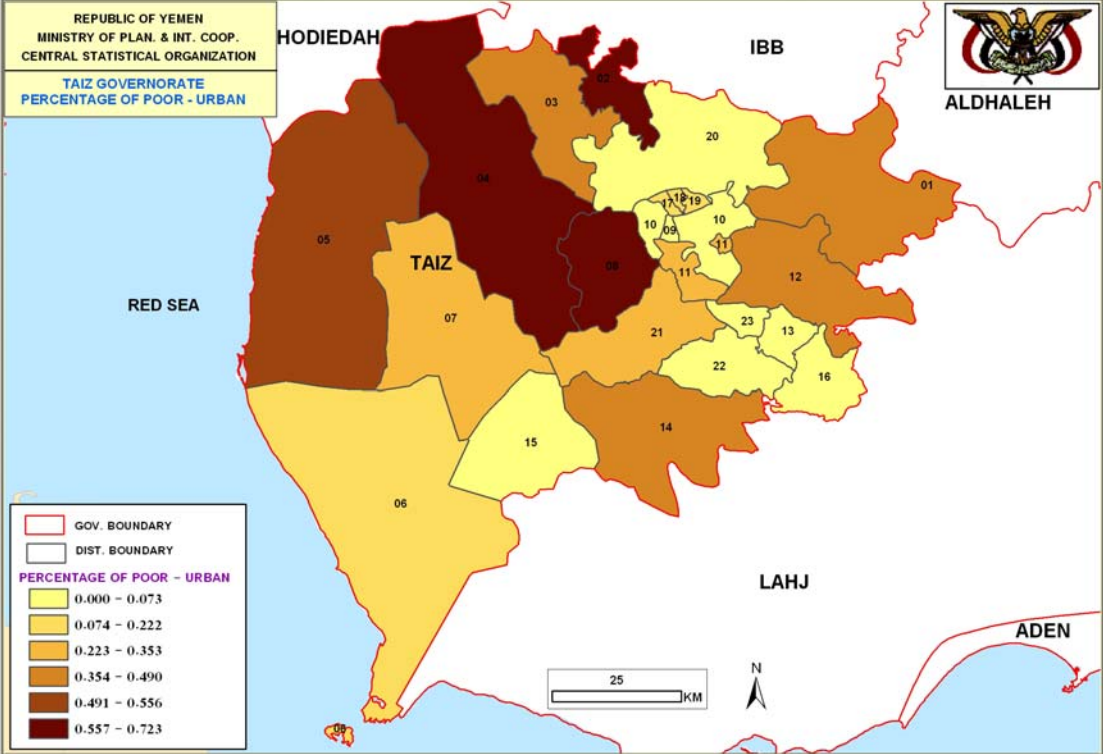 REPUBLIC OF YEMEN
MINISTRY OF PLAN. & INT. COOP.
CENTRAL STATISTICAL ORGANIZATION
TAIZ GOVERNORATE
PERCENTAGE OF POOR - URBAN
HODIEDAH
IBB
ALDHALEH
02
03
20
04
01
18
17
19
10
10
09
05
11
TAIZ
08
11
12
RED SEA
07
23
21
13
22
16
14
15
06
GOV. BOUNDARY
DIST. BOUNDARY
PERCENTAGE OF POOR - URBAN
0.000 - 0.073
0.074 - 0.222
0.223 - 0.353
0.354 - 0.490
0.491 - 0.556
0.557 - 0.723
LAHJ
ADEN
25
KM
N
06